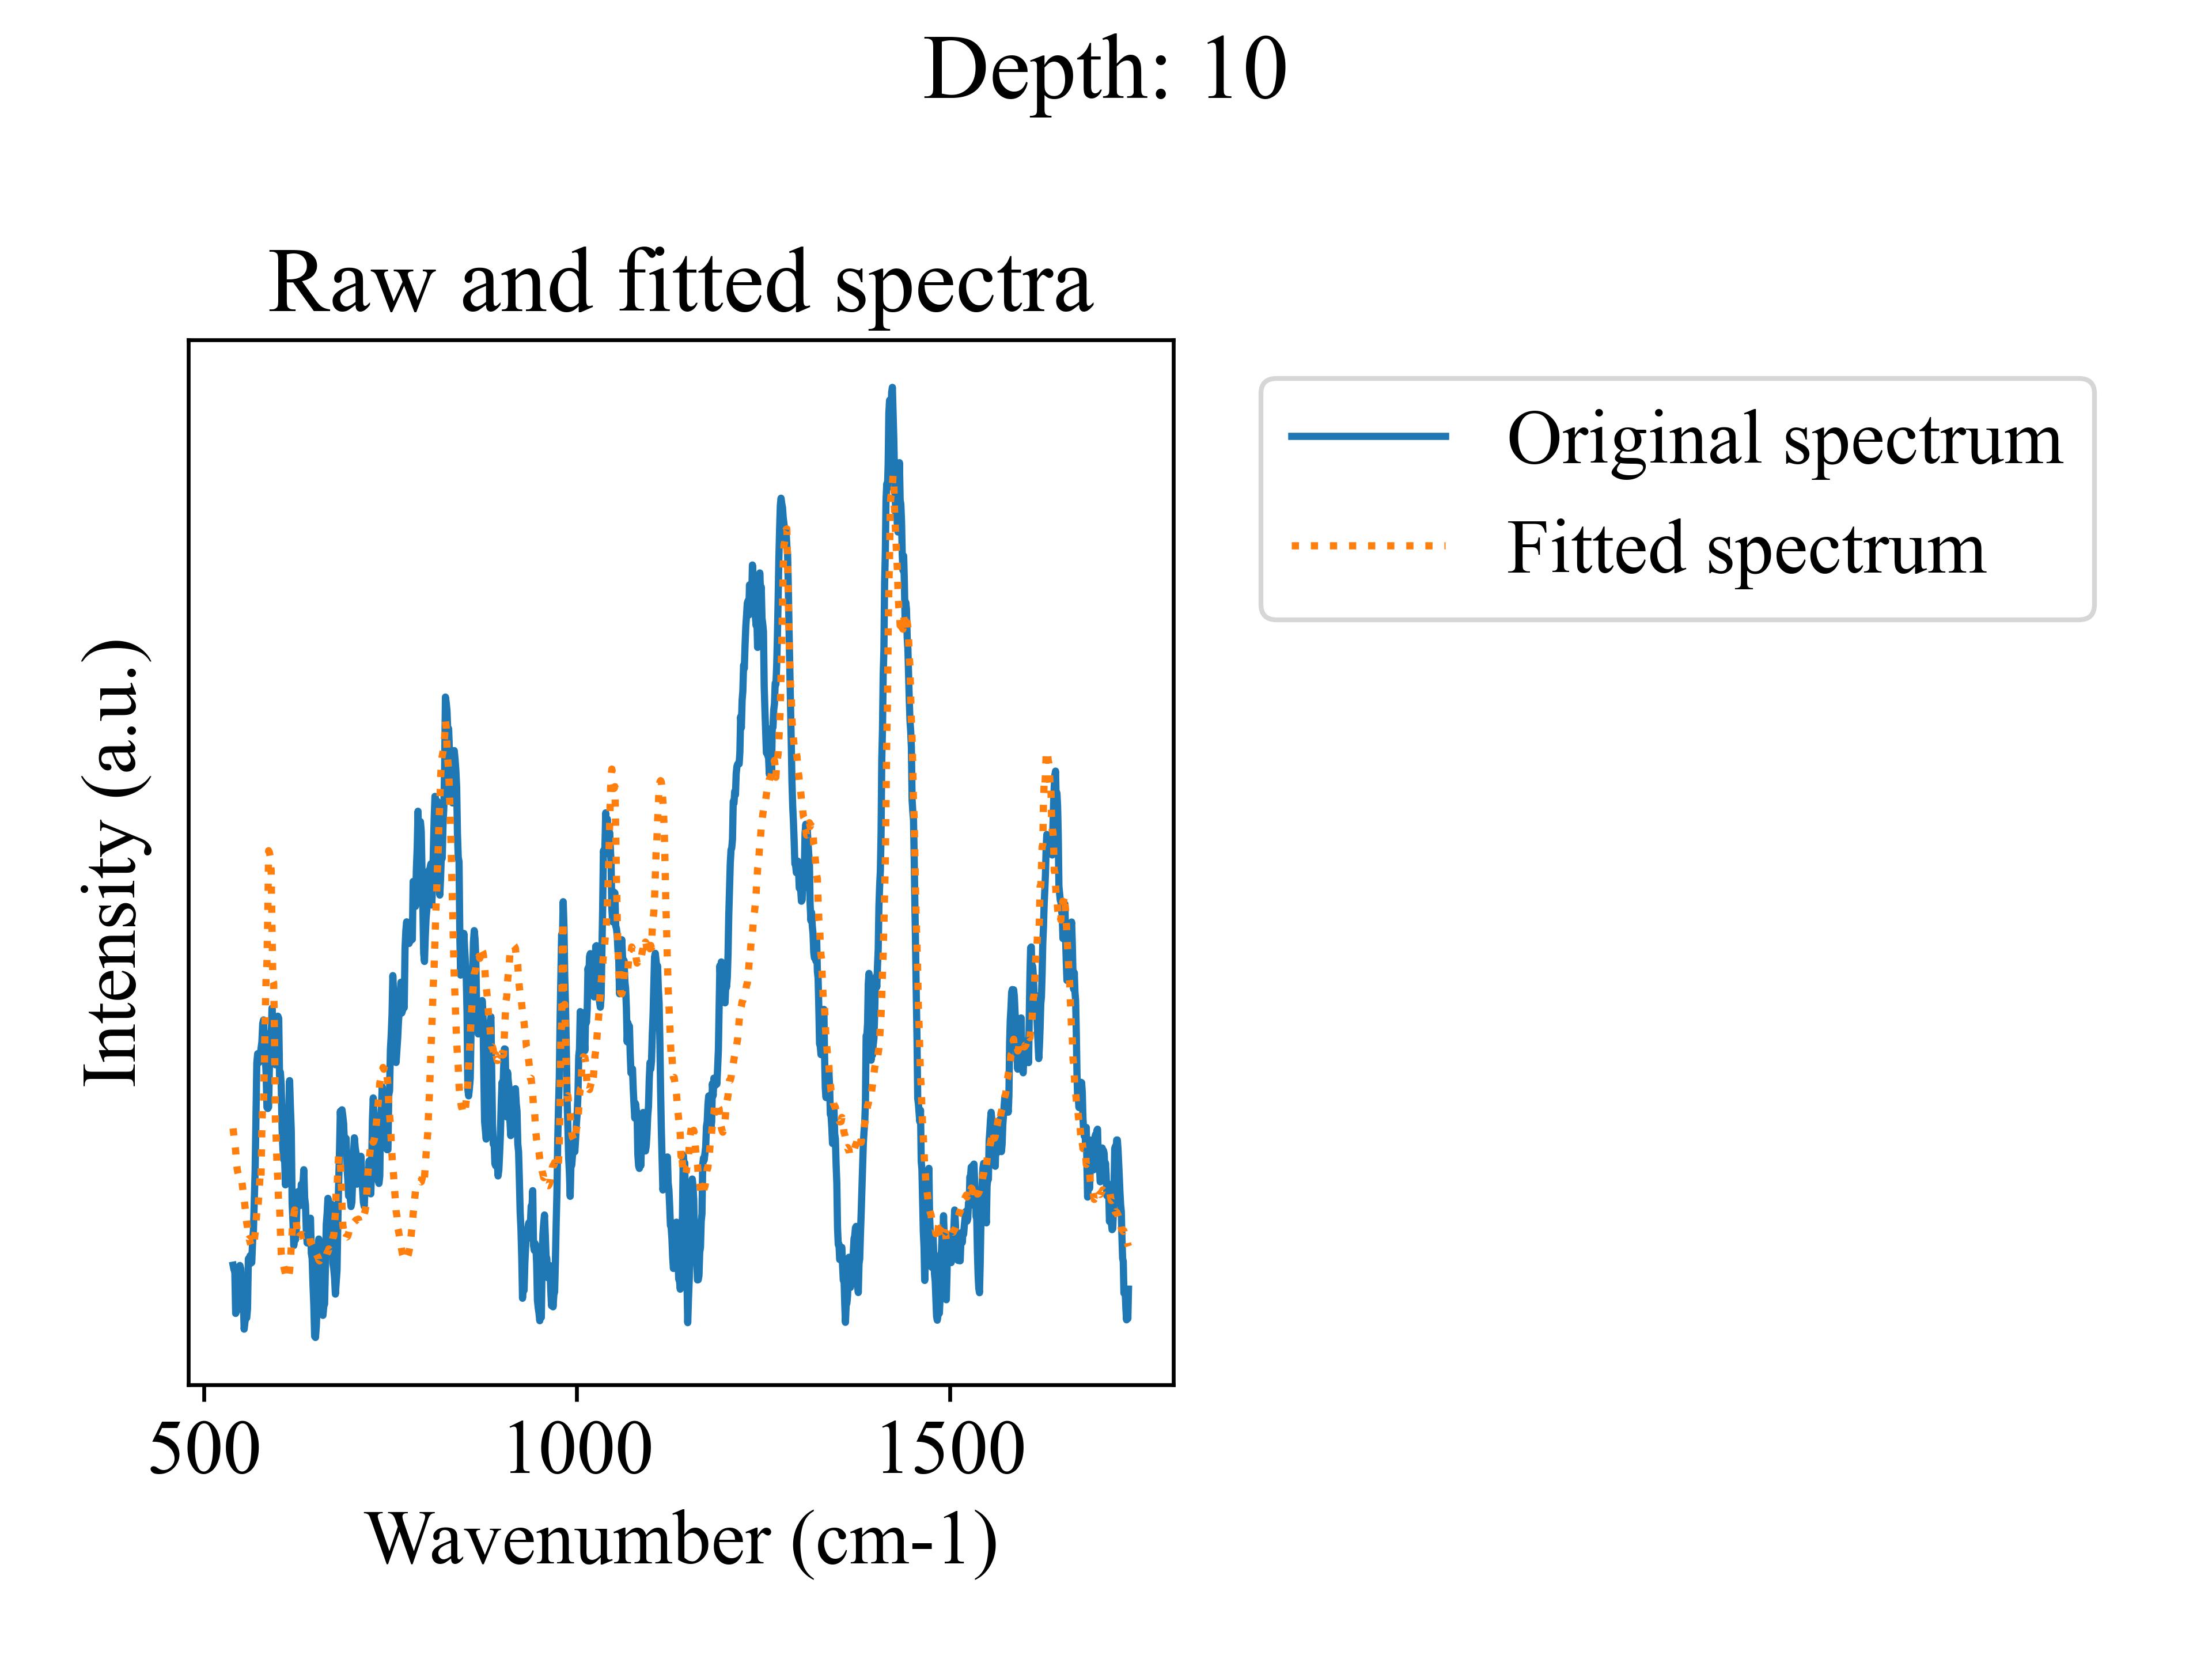 Depth: 10
Raw and fitted spectra
Original spectrum
Fitted spectrum
Intensity (a.u.)
500 1000 1500
Wavenumber (cm-1)